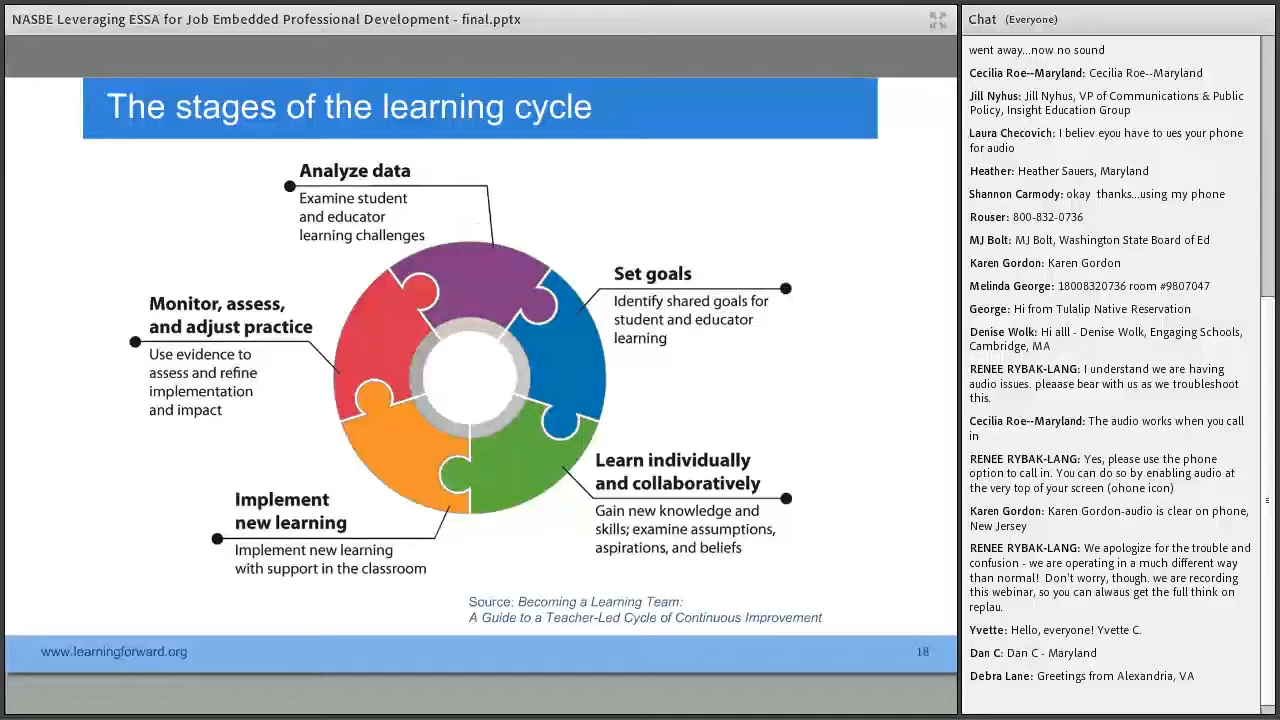 NASBE Leveraging ESSA for Job Embedded Professional Development - final.pptx
The stages of the learning cycle
Analyze data
Examine student
and educator
learning challenges
Set goals
Identify shared goals for
student and educator
learning
Monitor, assess,
and adjust practice
Use evidence to
assess and refine
implementation
and impact
Learn individually
and collaboratively
Gain new knowledge and
skills; examine assumptions,
aspirations, and beliefs
Implement
new learning
Implement new learning
with support in the classroom
Source: Becoming a Learning Team:
A Guide to a Teacher-Led Cycle of Continuous Improvement
www.learningforward.org
18
Chat (Everyone)
went away...now no sound
Cecilia Roe--Maryland: Cecilia Roe--Maryland
Jill Nyhus: Jill Nyhus, VP of Communications & Public
Policy, Insight Education Group
Laura Checovich: I believ eyou have to ues your phone
for audio
Heather: Heather Sauers, Maryland
Shannon Carmody: okay thanks...using my phone
Rouser: 800-832-0736
MJ Bolt: MJ Bolt, Washington State Board of Ed
Karen Gordon: Karen Gordon
Melinda George: 18008320736 room #9807047
George: Hi from Tulalip Native Reservation
Denise Wolk: Hi alll - Denise Wolk, Engaging Schools,
Cambridge, MA
RENEE RYBAK-LANG: I understand we are having
audio issues. pleaase bear with us as we troubleshoot
this.
Cecilia Roe--Maryland: The audio works when you call
in
RENEE RYBAK-LANG: Yes, please use the phone
option to call in. You can do so by enabling audio at
the very top of your screen (ohone icon)
Karen Gordon: Karen Gordon-audio is clear on phone,
New Jersey
RENEE RYBAK-LANG: We apologize for the trouble and
confusion - we are operating in a much different way
than normal! Don't worry, though. we are recording
this webinar, so you can alwaus get the full think on
replau.
Yvette: Hello, everyone! Yvette C.
Dan C: Dan C - Maryland
Debra Lane: Greetings from Alexandria, VA